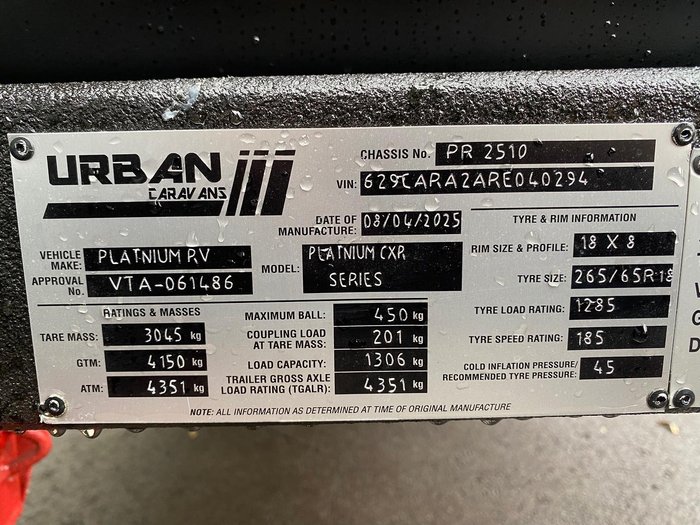 URBAN
CARAVANS
CHASSIS No. PR 2510
VIN: 629CARA2ARE040294
DATE OF MANUFACTURE: 08/04/2025
VEHICLE MAKE: PLATNIUM RV
APPROVAL No. VTA-061486
MODEL: PLATNIUM CXR SERIES
TYRE & RIM INFORMATION
RIM SIZE & PROFILE: 18 X 8
TYRE SIZE: 265/65R18
TYRE LOAD RATING: 1285
TYRE SPEED RATING: 185
COLD INFLATION PRESSURE/ RECOMMENDED TYRE PRESSURE: 45
RATINGS & MASSES
TARE MASS: 3045 kg
GTM: 4150 kg
ATM: 4351 kg
MAXIMUM BALL: 450 kg
COUPLING LOAD AT TARE MASS: 201 kg
LOAD CAPACITY: 1306 kg
TRAILER GROSS AXLE LOAD RATING (TGALR): 4351 kg
NOTE: ALL INFORMATION AS DETERMINED AT TIME OF ORIGINAL MANUFACTURE